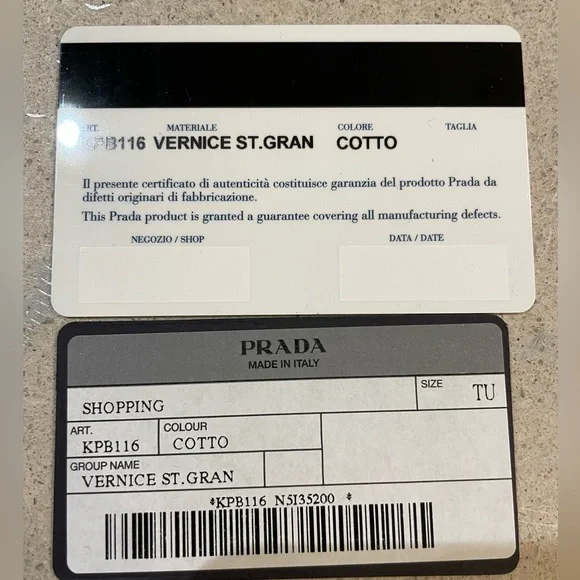 ART. MATERIALE COLORE TAGLIA
KPB116 VERNICE ST.GRAN COTTO
Il presente certificato di autenticità costituisce garanzia del prodotto Prada da
difetti originari di fabbricazione.
This Prada product is granted a guarantee covering all manufacturing defects.
NEGOZIO / SHOP DATA / DATE
PRADA
MADE IN ITALY
SIZE TU
SHOPPING
ART. COLOUR
KPB116 COTTO
GROUP NAME
VERNICE ST.GRAN
*KPB116 N5I35200 *